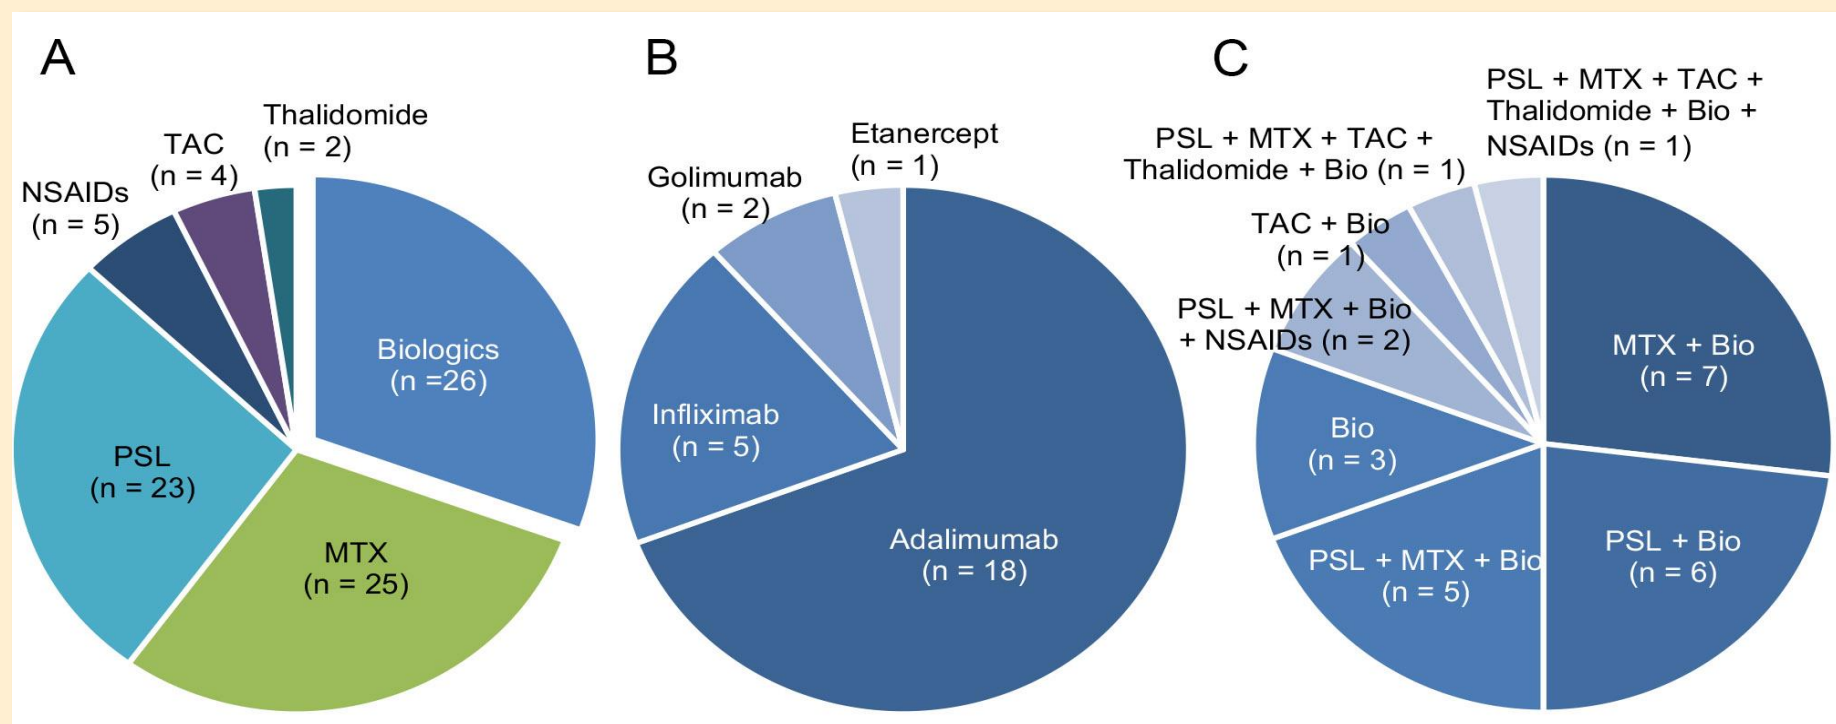 A
Thalidomide
(n = 2)
TAC
(n = 4)
NSAIDs
(n = 5)
Biologics
(n =26)
PSL
(n = 23)
MTX
(n = 25)
B
Etanercept
(n = 1)
Golimumab
(n = 2)
Infliximab
(n = 5)
Adalimumab
(n = 18)
C
PSL + MTX + TAC +
Thalidomide + Bio +
NSAIDs (n = 1)
PSL + MTX + TAC +
Thalidomide + Bio (n = 1)
TAC + Bio
(n = 1)
PSL + MTX + Bio
+ NSAIDs (n = 2)
MTX + Bio
(n = 7)
Bio
(n = 3)
PSL + Bio
(n = 6)
PSL + MTX + Bio
(n = 5)